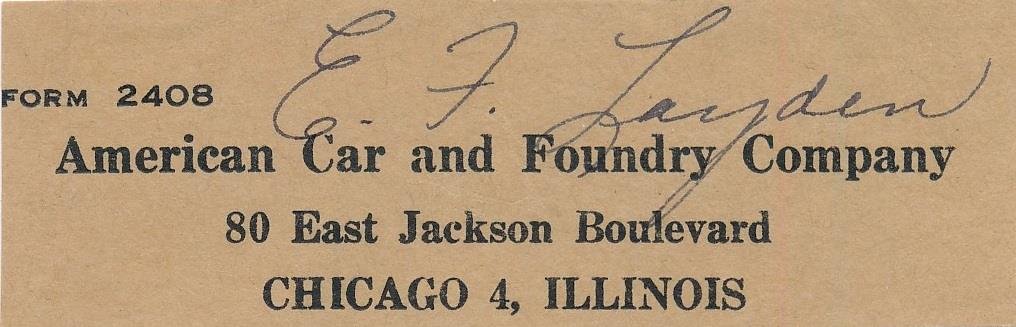 E. F. Layden
FORM 2408
American Car and Foundry Company
80 East Jackson Boulevard
CHICAGO 4, ILLINOIS